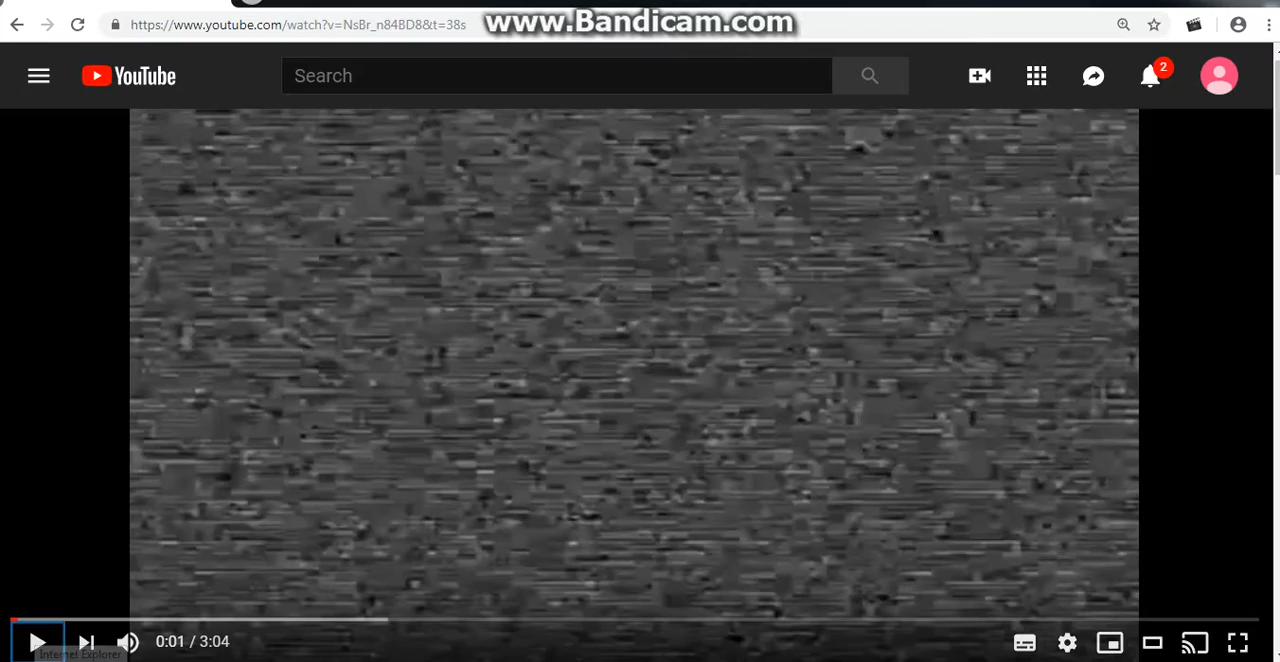 https://www.youtube.com/watch?v=NsBr_n84BD8&t=38s
www.Bandicam.com
YouTube
Search
2
0:01 / 3:04
Internet Explorer